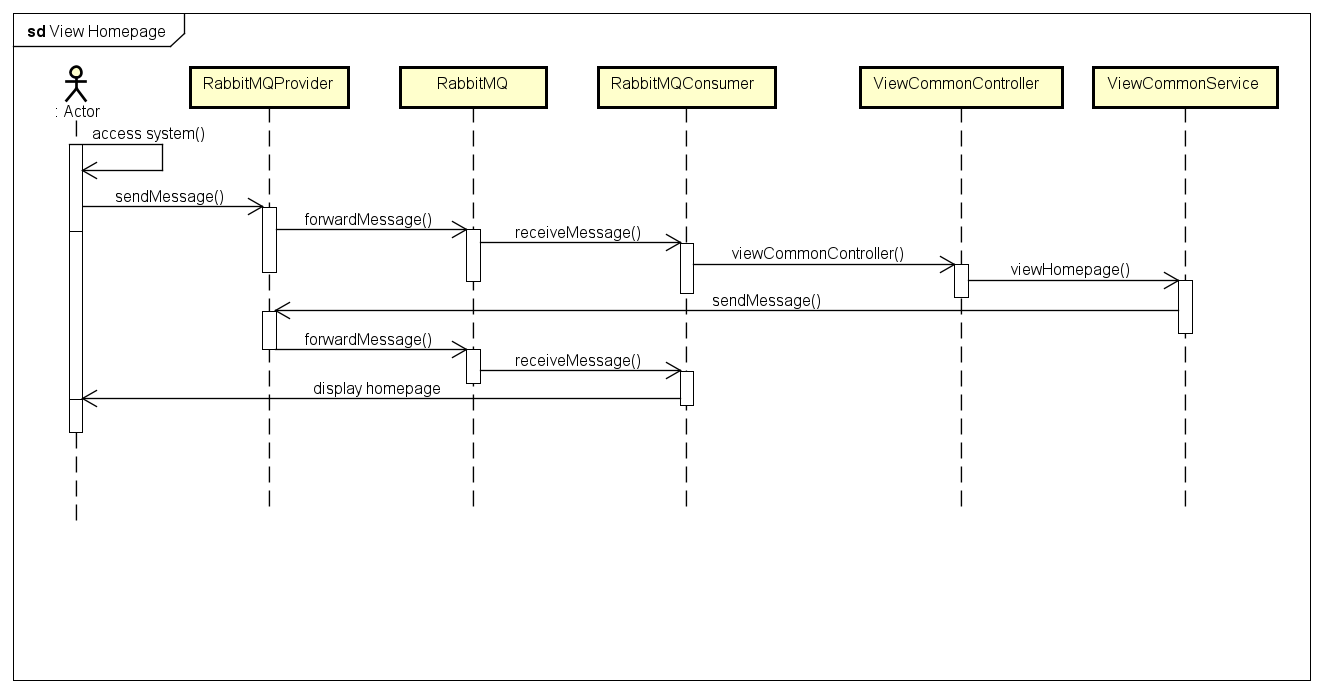 sd View Homepage
: Actor
RabbitMQProvider
RabbitMQ
RabbitMQConsumer
ViewCommonController
ViewCommonService
access system()
sendMessage()
forwardMessage()
receiveMessage()
viewCommonController()
viewHomepage()
sendMessage()
forwardMessage()
receiveMessage()
display homepage